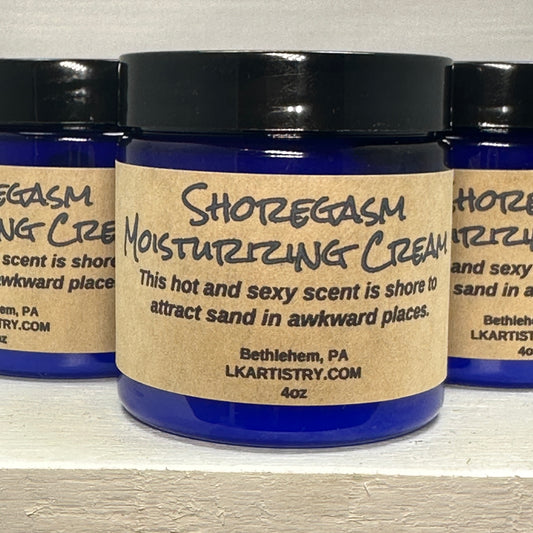 SHOREGASM
MOISTURIZING CREAM
This hot and sexy scent is shore to
attract sand in awkward places.
Bethlehem, PA
LKARTISTRY.COM
4oz